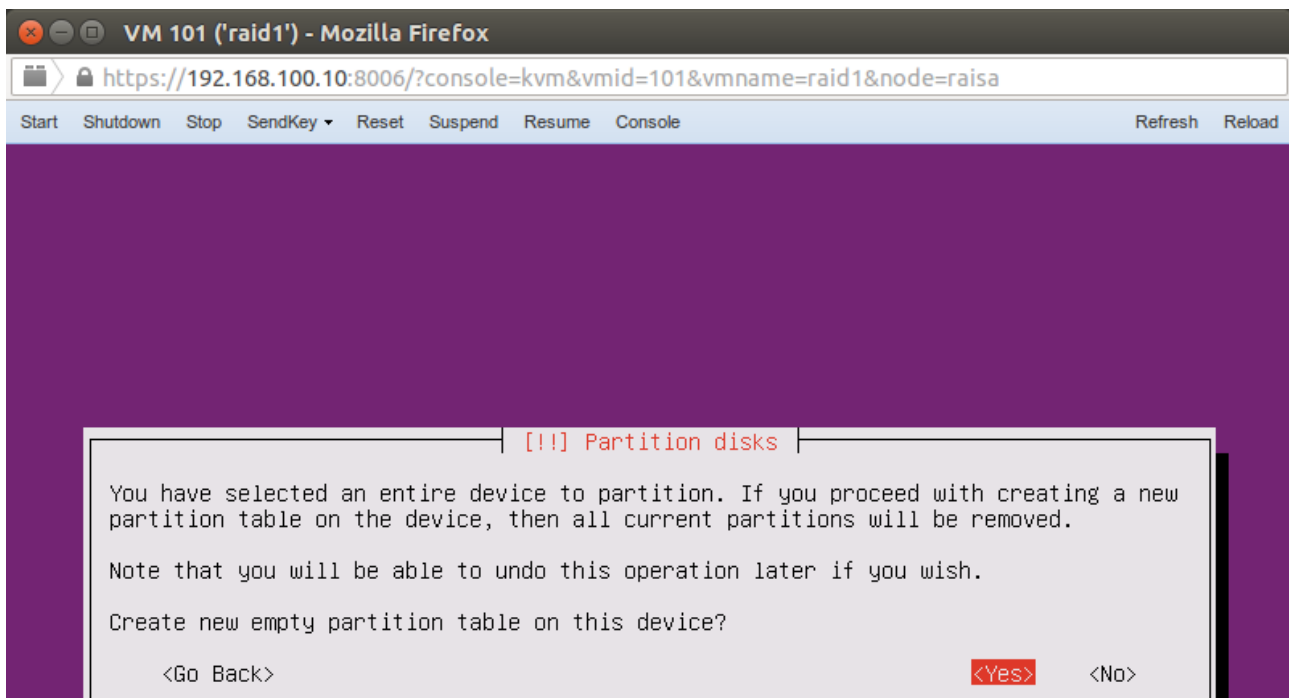 VM 101 ('raid1') - Mozilla Firefox
https://192.168.100.10:8006/?console=kvm&vmid=101&vmname=raid1&node=raisa
Start Shutdown Stop SendKey Reset Suspend Resume Console Refresh Reload
[!!] Partition disks
You have selected an entire device to partition. If you proceed with creating a new
partition table on the device, then all current partitions will be removed.
Note that you will be able to undo this operation later if you wish.
Create new empty partition table on this device?
<Go Back> <Yes> <No>